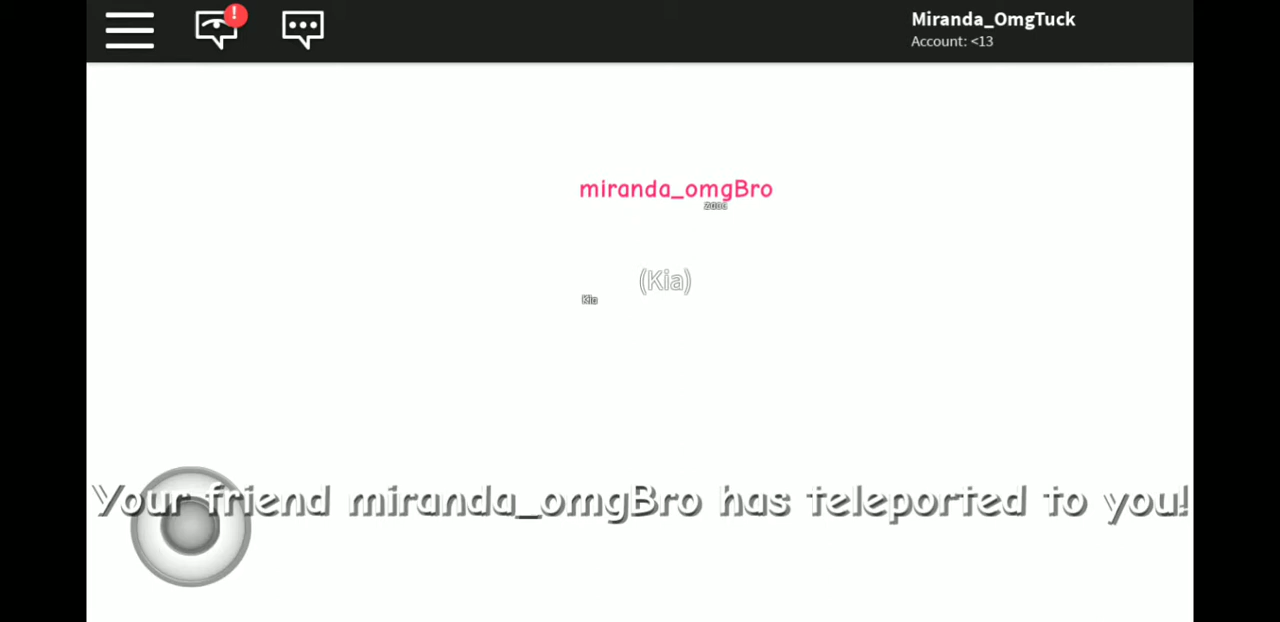 !
Miranda_OmgTuck
Account: <13
miranda_omgBro
(Kia)
Kia
Your friend miranda_omgBro has teleported to you!